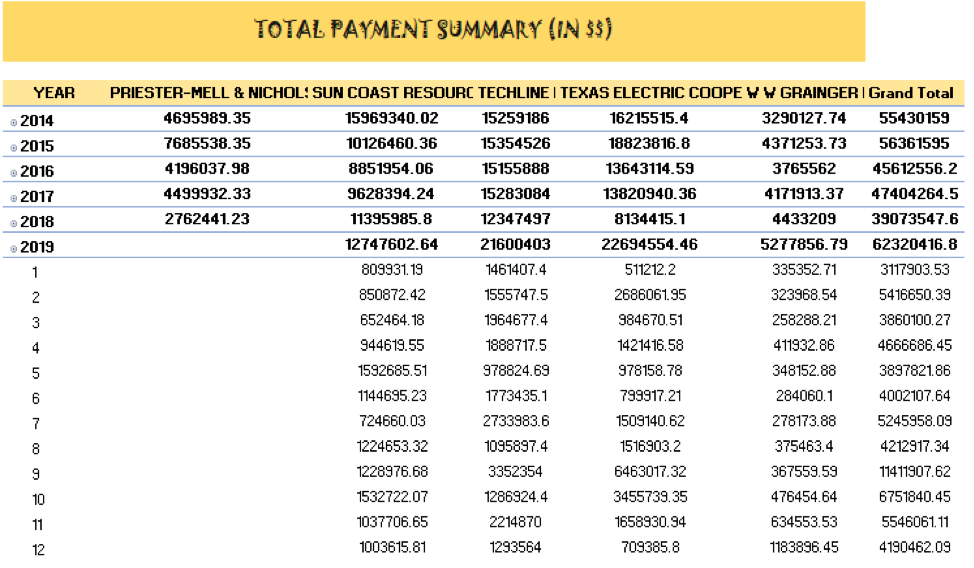 TOTAL PAYMENT SUMMARY (IN $$)
YEAR PRIESTER-MELL & NICHOL SUN COAST RESOURC TECHLINE I TEXAS ELECTRIC COOPE W W GRAINGER I Grand Total
2014 4695989.35 15969340.02 15259186 16215515.4 3290127.74 55430159
2015 7685538.35 10126460.36 15354526 18823816.8 4371253.73 56361595
2016 4196037.98 8851954.06 15155888 13643114.59 3765562 45612556.2
2017 4499932.33 9628394.24 15283084 13820940.36 4171913.37 47404264.5
2018 2762441.23 11395985.8 12347497 8134415.1 4433209 39073547.6
2019 12747602.64 21600403 22694554.46 5277856.79 62320416.8
1 809931.19 1461407.4 511212.2 335352.71 3117903.53
2 850872.42 1555747.5 2686061.95 323968.54 5416650.39
3 652464.18 1964677.4 984670.51 258288.21 3860100.27
4 944619.55 1888717.5 1421416.58 411932.86 4666686.45
5 1592685.51 978824.69 978158.78 348152.88 3897821.86
6 1144695.23 1773435.1 799917.21 284060.1 4002107.64
7 724660.03 2733983.6 1509140.62 278173.88 5245958.09
8 1224653.32 1095897.4 1516903.2 375463.4 4212917.34
9 1228976.68 3352354 6463017.32 367559.59 11411907.62
10 1532722.07 1286924.4 3455739.35 476454.64 6751840.45
11 1037706.65 2214870 1658930.94 634553.53 5546061.11
12 1003615.81 1293564 709385.8 1183896.45 4190462.09